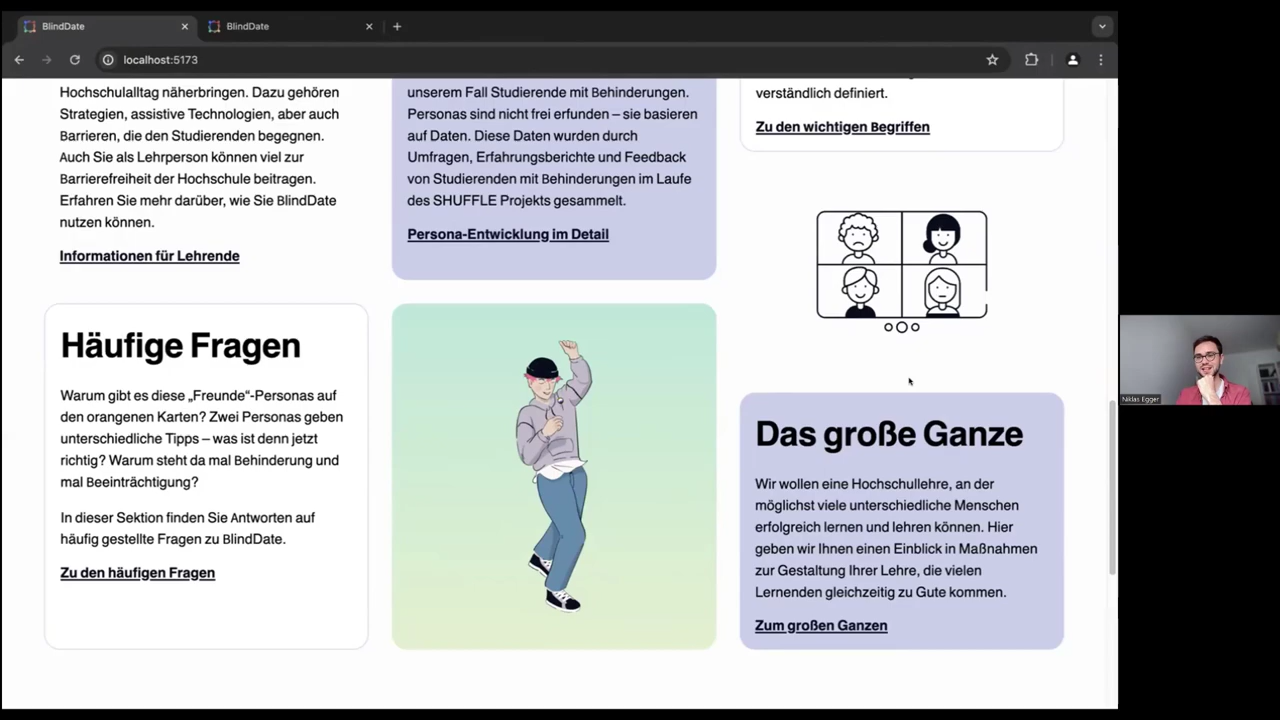 BlindDate
BlindDate
localhost:5173
Hochschulalltag näherbringen. Dazu gehören
Strategien, assistive Technologien, aber auch
Barrieren, die den Studierenden begegnen.
Auch Sie als Lehrperson können viel zur
Barrierefreiheit der Hochschule beitragen.
Erfahren Sie mehr darüber, wie Sie BlindDate
nutzen können.
Informationen für Lehrende
unserem Fall Studierende mit Behinderungen.
Personas sind nicht frei erfunden – sie basieren
auf Daten. Diese Daten wurden durch
Umfragen, Erfahrungsberichte und Feedback
von Studierenden mit Behinderungen im Laufe
des SHUFFLE Projekts gesammelt.
Persona-Entwicklung im Detail
verständlich definiert.
Zu den wichtigen Begriffen
Häufige Fragen
Warum gibt es diese „Freunde“-Personas auf
den orangenen Karten? Zwei Personas geben
unterschiedliche Tipps – was ist denn jetzt
richtig? Warum steht da mal Behinderung und
mal Beeinträchtigung?
In dieser Sektion finden Sie Antworten auf
häufig gestellte Fragen zu BlindDate.
Zu den häufigen Fragen
Das große Ganze
Wir wollen eine Hochschullehre, an der
möglichst viele unterschiedliche Menschen
erfolgreich lernen und lehren können. Hier
geben wir Ihnen einen Einblick in Maßnahmen
zur Gestaltung Ihrer Lehre, die vielen
Lernenden gleichzeitig zu Gute kommen.
Zum großen Ganzen
Niklas Egger